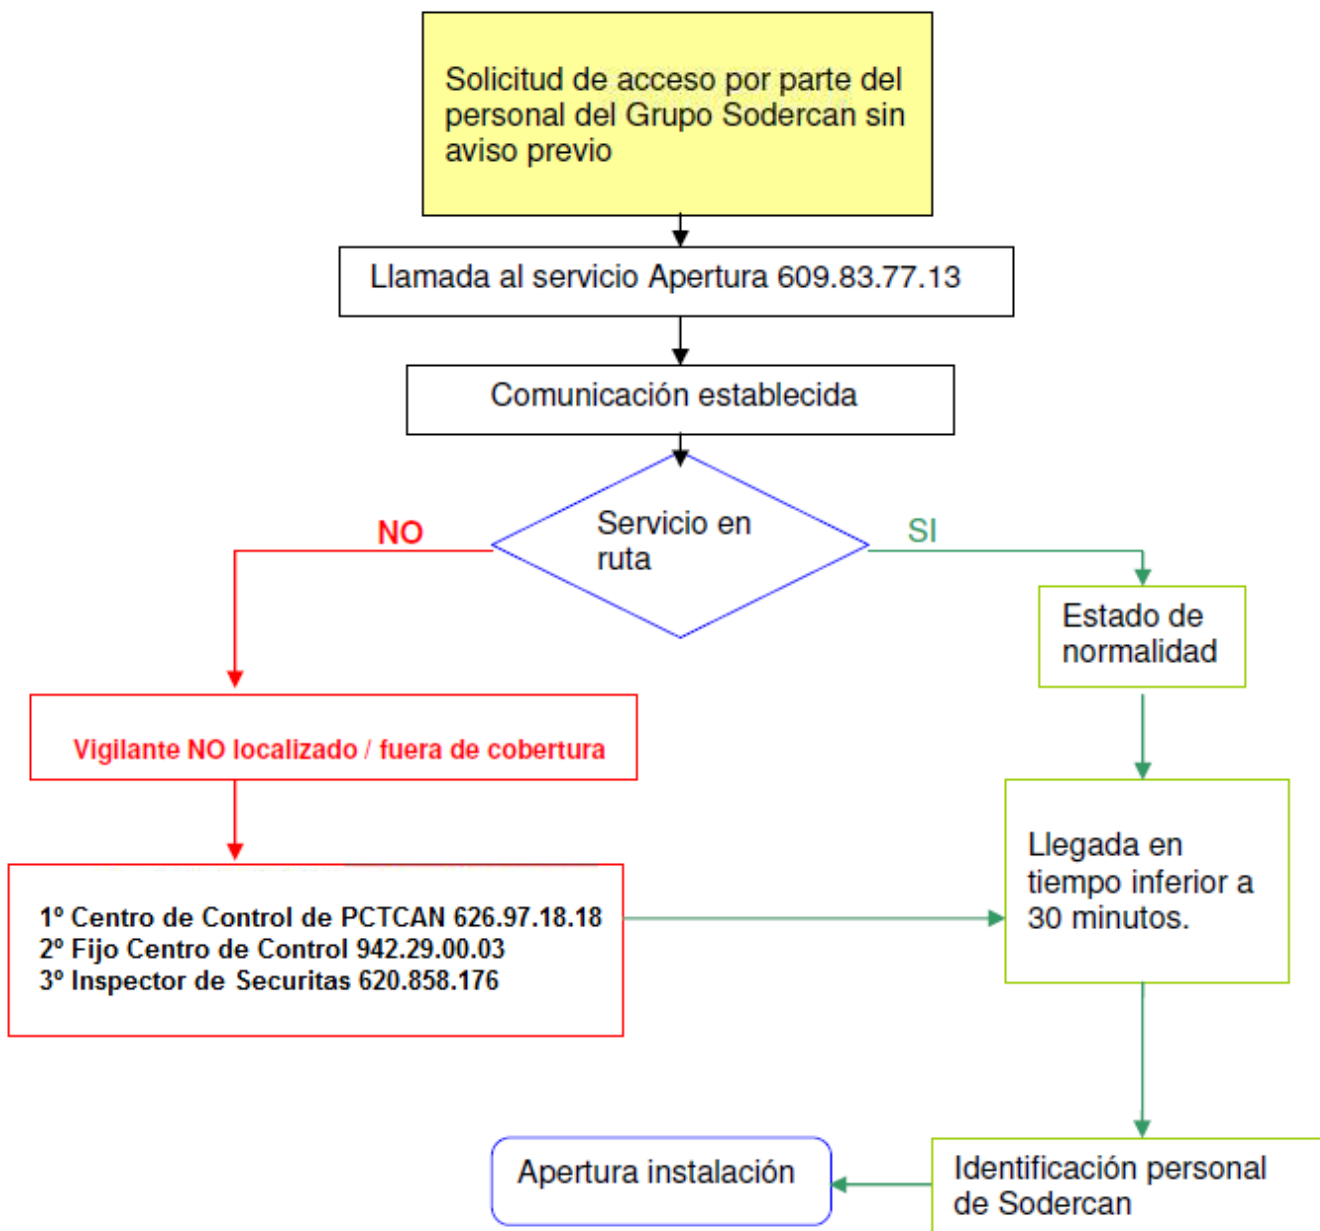 Solicitud de acceso por parte del
personal del Grupo Sodercan sin
aviso previo
Llamada al servicio Apertura 609.83.77.13
Comunicación establecida
Servicio en
ruta
NO
SI
Estado de
normalidad
Vigilante NO localizado / fuera de cobertura
1º Centro de Control de PCTCAN 626.97.18.18
2º Fijo Centro de Control 942.29.00.03
3º Inspector de Securitas 620.858.176
Llegada en
tiempo inferior a
30 minutos.
Identificación personal
de Sodercan
Apertura instalación